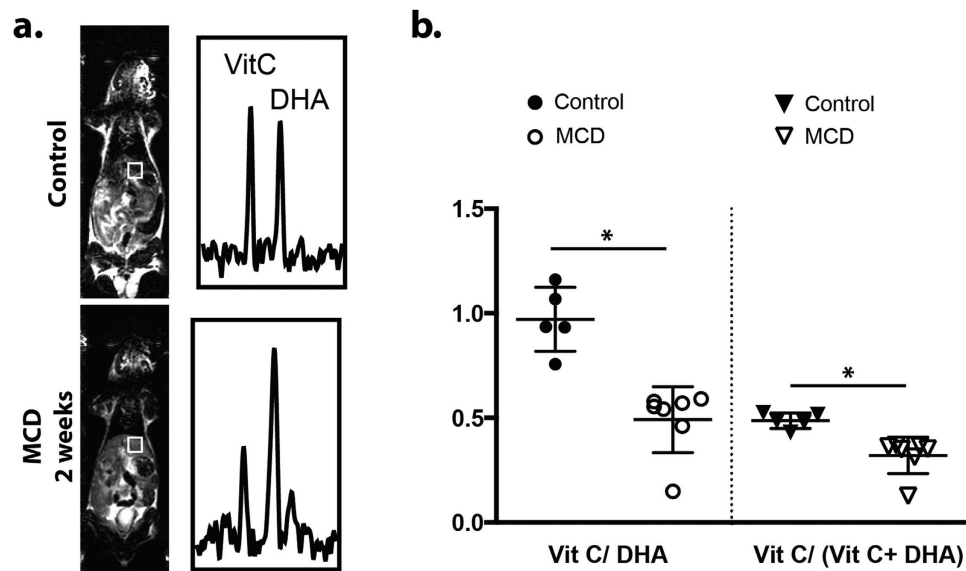 a.
Control
VitC
DHA
MCD
2 weeks
b.
Control
MCD
Control
MCD
1.5
1.0
0.5
0.0
*
*
Vit C/ DHA
Vit C/ (Vit C+ DHA)